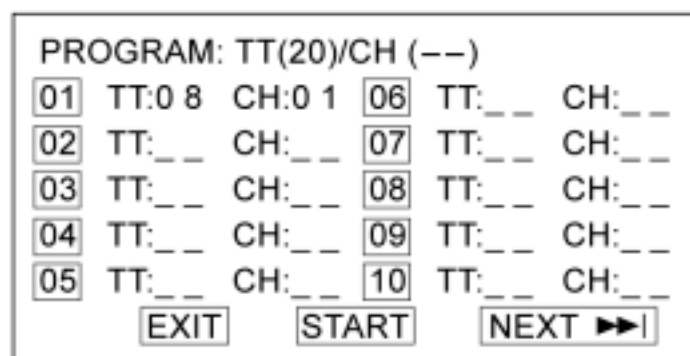 PROGRAM: TT(20)/CH (––)
01 TT:0 8 CH:0 1 06 TT:_ _ CH:_ _
02 TT:_ _ CH:_ _ 07 TT:_ _ CH:_ _
03 TT:_ _ CH:_ _ 08 TT:_ _ CH:_ _
04 TT:_ _ CH:_ _ 09 TT:_ _ CH:_ _
05 TT:_ _ CH:_ _ 10 TT:_ _ CH:_ _
EXIT START NEXT ►►|